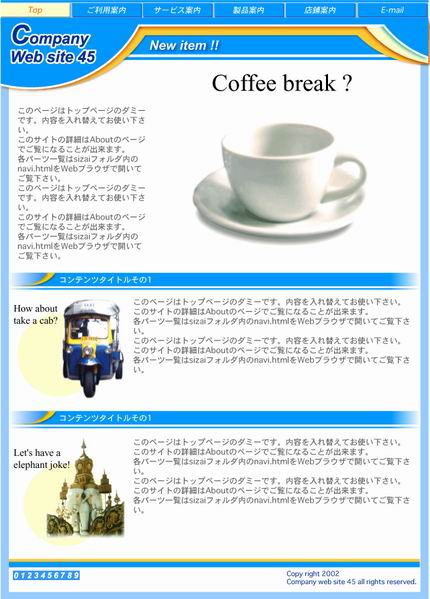 Top ご利用案内 サービス案内 製品案内 店舗案内 E-mail
Company
Web site 45
New item !!
Coffee break ?
このページはトップページのダミー
です。内容を入れ替えてお使い下さ
い。
このサイトの詳細はAboutのページ
でご覧になることが出来ます。
各パーツ一覧はsizaiフォルダ内の
navi.htmlをWebブラウザで開いて
ご覧下さい。
このページはトップページのダミー
です。内容を入れ替えてお使い下さ
い。
このサイトの詳細はAboutのページ
でご覧になることが出来ます。
各パーツ一覧はsizaiフォルダ内の
navi.htmlをWebブラウザで開いて
ご覧下さい。
コンテンツタイトルその1
How about
take a cab?
このページはトップページのダミーです。内容を入れ替えてお使い下さい。
このサイトの詳細はAboutのページでご覧になることが出来ます。
各パーツ一覧はsizaiフォルダ内のnavi.htmlをWebブラウザで開いてご覧下さ
い。
このページはトップページのダミーです。内容を入れ替えてお使い下さい。
このサイトの詳細はAboutのページでご覧になることが出来ます。
各パーツ一覧はsizaiフォルダ内のnavi.htmlをWebブラウザで開いてご覧下さ
い。
コンテンツタイトルその1
Let's have a
elephant joke!
このページはトップページのダミーです。内容を入れ替えてお使い下さい。
このサイトの詳細はAboutのページでご覧になることが出来ます。
各パーツ一覧はsizaiフォルダ内のnavi.htmlをWebブラウザで開いてご覧下さ
い。
このページはトップページのダミーです。内容を入れ替えてお使い下さい。
このサイトの詳細はAboutのページでご覧になることが出来ます。
各パーツ一覧はsizaiフォルダ内のnavi.htmlをWebブラウザで開いてご覧下さ
い。
0123456789
Copy right 2002
Company web site 45 all rights reserved.